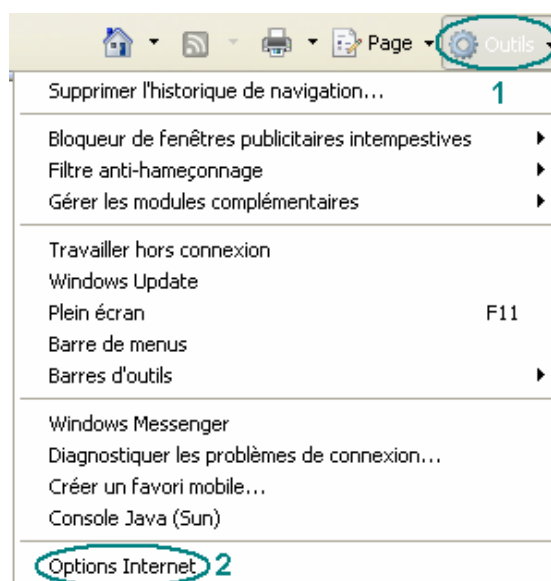 Page Outils
Supprimer l'historique de navigation... 1
Bloqueur de fenêtres publicitaires intempestives
Filtre anti-hameçonnage
Gérer les modules complémentaires
Travailler hors connexion
Windows Update
Plein écran F11
Barre de menus
Barres d'outils
Windows Messenger
Diagnostiquer les problèmes de connexion...
Créer un favori mobile...
Console Java (Sun)
Options Internet 2